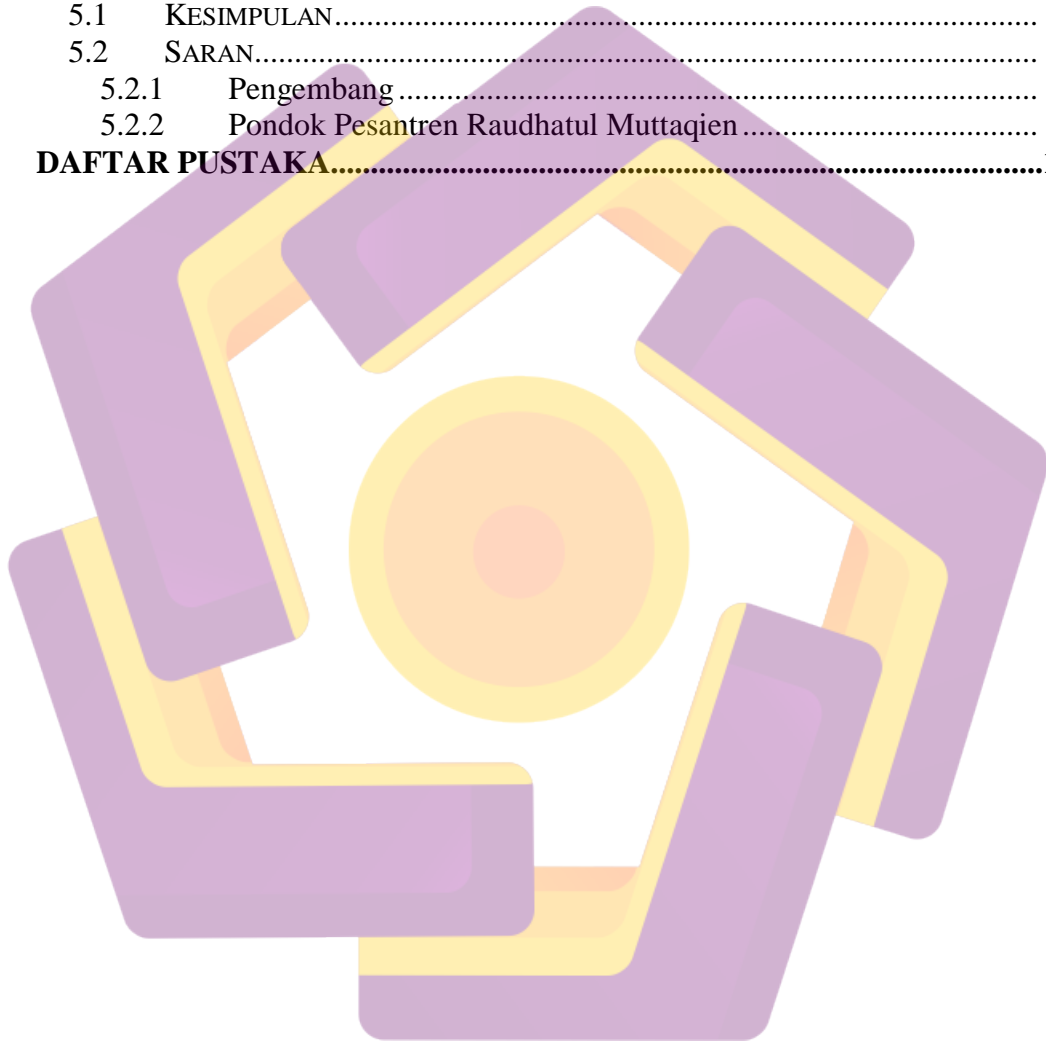 5.1 KESIMPULAN......................................................................................
5.2 SARAN.................................................................................................
5.2.1 Pengembang ................................................................................
5.2.2 Pondok Pesantren Raudhatul Muttaqien .....................................
DAFTAR PUSTAKA.........................................................................................